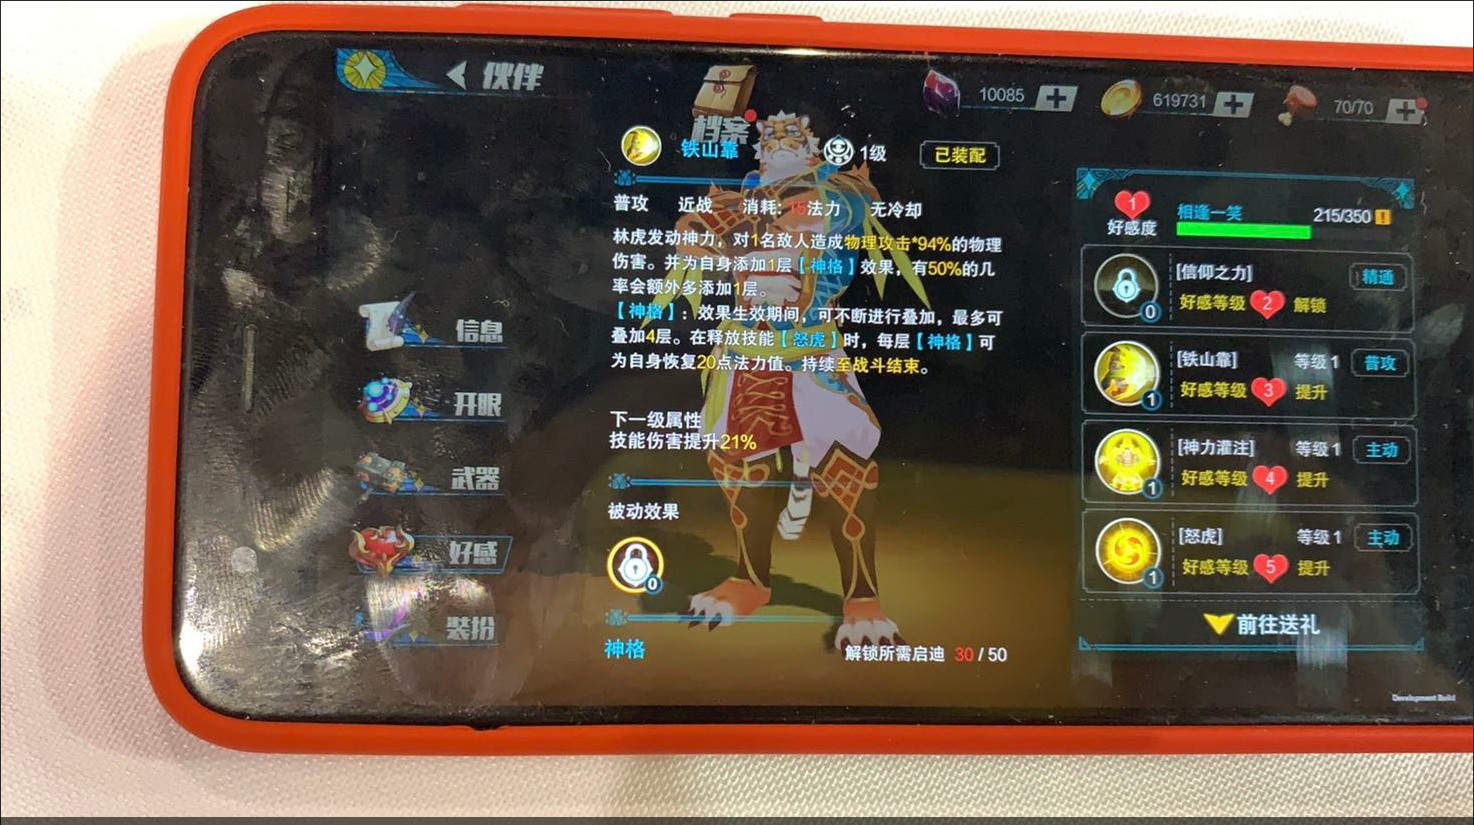 伙伴
10085
619731
70/70
档案
铁山靠
1级
已装配
普攻 近战 消耗: 15法力 无冷却
林虎发动神力，对1名敌人造成物理攻击*94%的物理
伤害。并为自身添加1层【神格】效果，有50%的几
率会额外多添加1层。
【神格】：效果生效期间，可不断进行叠加，最多可
叠加4层。在释放技能【怒虎】时，每层【神格】可
为自身恢复20点法力值。持续至战斗结束。
下一级属性
技能伤害提升21%
被动效果
0
神格
解锁所需启迪 30 / 50
信息
开眼
武器
好感
装扮
1
好感度
相逢一笑
215/350
[信仰之力]
精通
0
好感等级 2 解锁
[铁山靠]
等级1
普攻
1
好感等级 3 提升
[神力灌注]
等级1
主动
1
好感等级 4 提升
[怒虎]
等级1
主动
1
好感等级 5 提升
前往送礼
Development Build